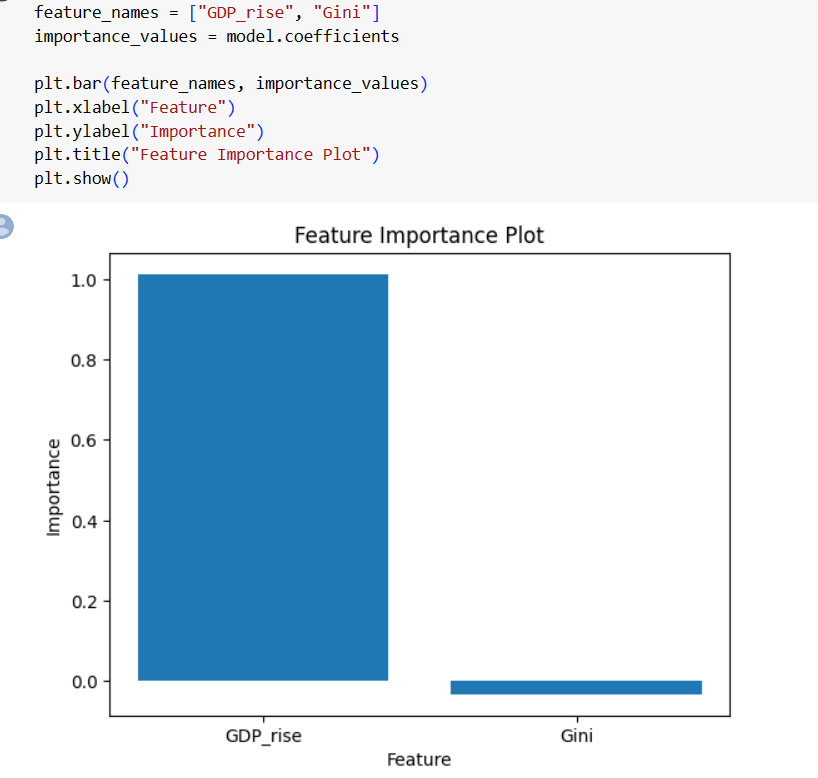 feature_names = ["GDP_rise", "Gini"]
importance_values = model.coefficients
plt.bar(feature_names, importance_values)
plt.xlabel("Feature")
plt.ylabel("Importance")
plt.title("Feature Importance Plot")
plt.show()
Feature Importance Plot
1.0
0.8
0.6
0.4
0.2
0.0
Importance
GDP_rise Gini
Feature